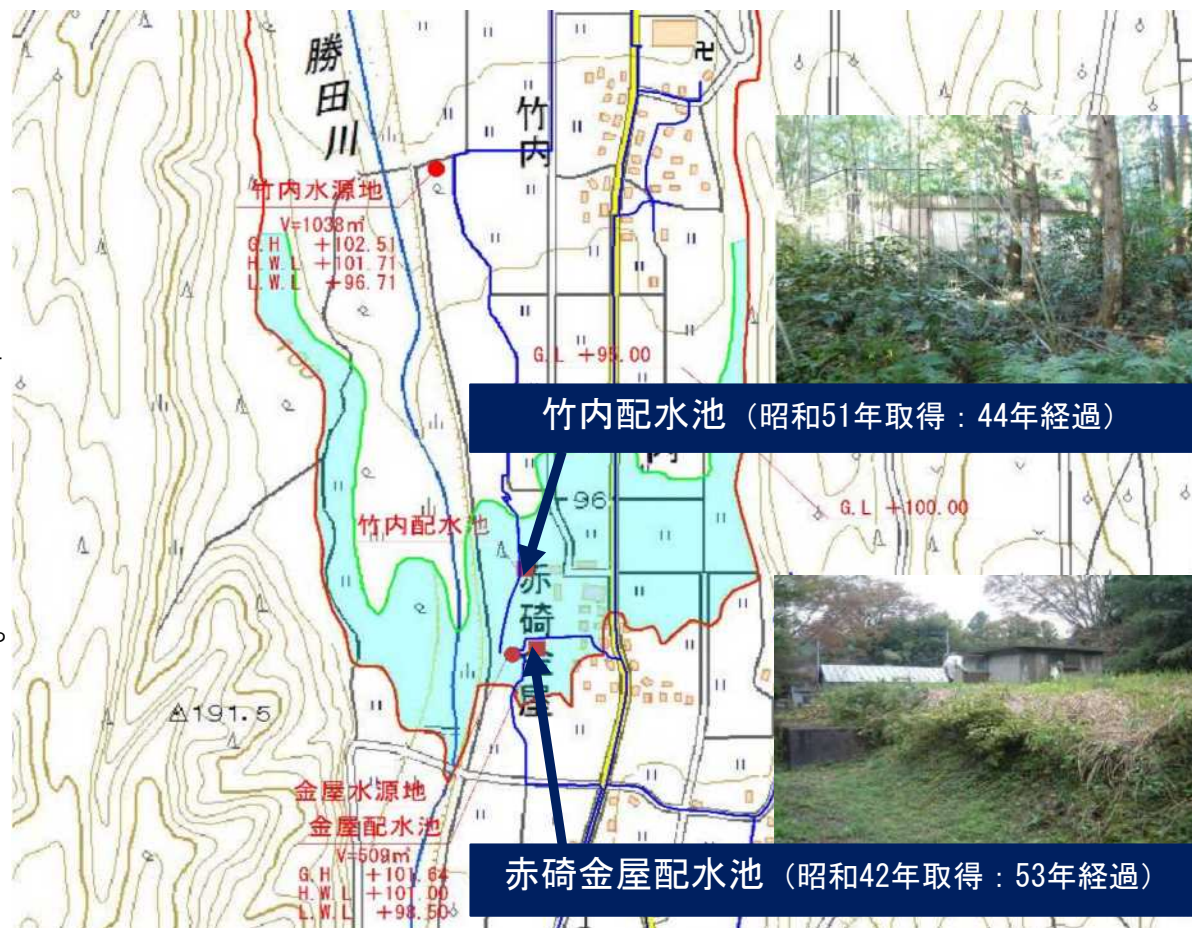 勝田川
竹内
竹内水源地
V=1038㎥
G.H +102.51
H.W.L +101.71
L.W.L +96.71
G.L +95.00
竹内配水池（昭和51年取得：44年経過）
96
G.L +100.00
竹内配水池
赤碕金屋
。
191.5
金屋水源地
金屋配水池
V=509㎥
G.H +101.64
H.W.L +101.00
L.W.L +98.50
赤碕金屋配水池（昭和42年取得：53年経過）